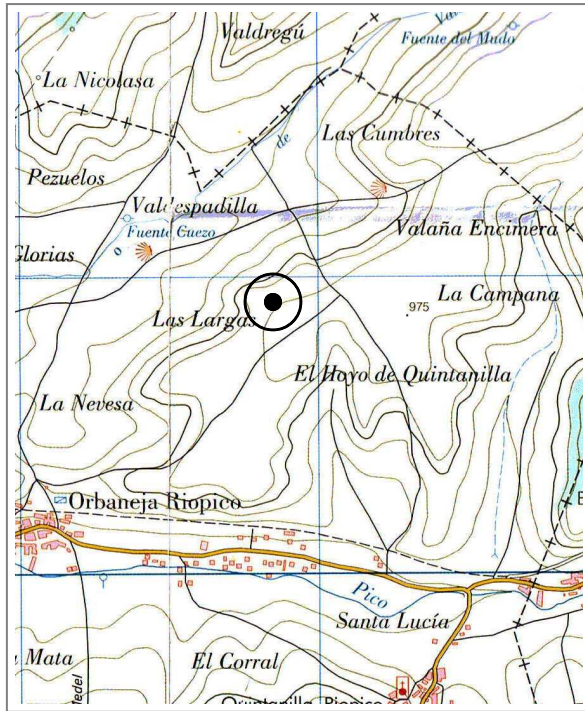 Valdregú
Fuente del Mudo
La Nicolasa
de
Las Cumbres
Pezuelos
Valdespadilla
Fuente Guezo
Valaña Encimera
Glorias
o
La Campana
975
Las Largas
El Hoyo de Quintanilla
La Nevesa
Orbaneja Riopico
Pico
Santa Lucía
Mata
El Corral